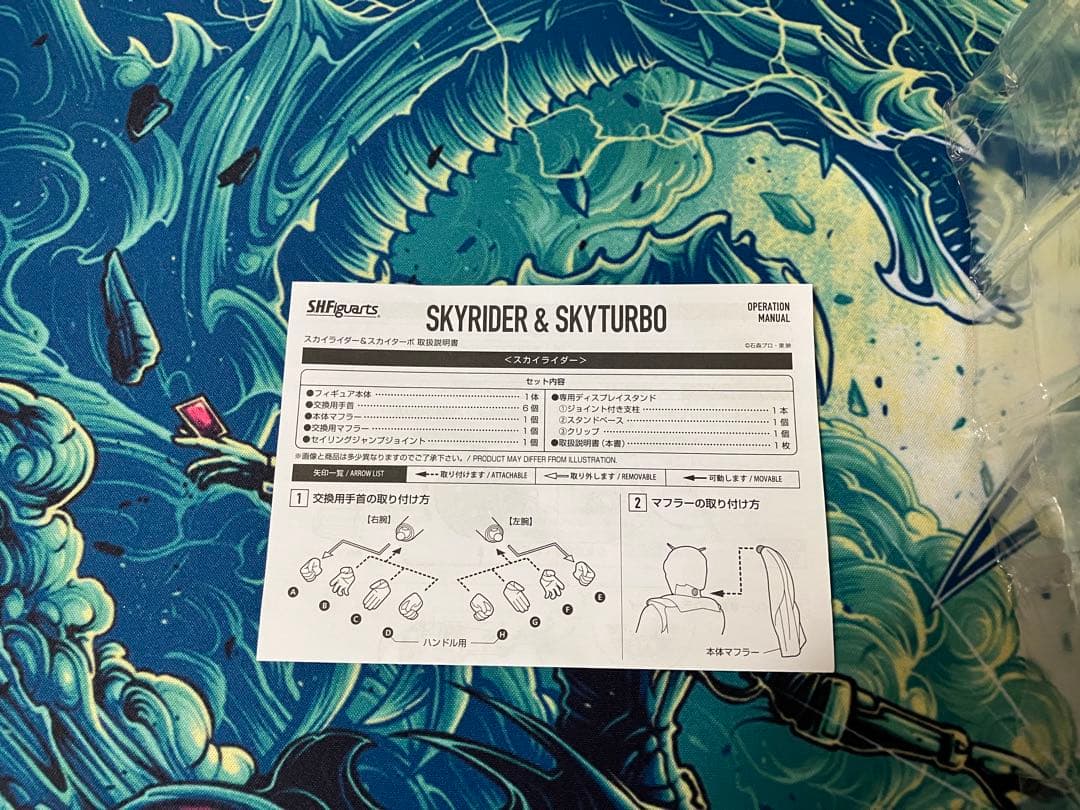 S.H.Figuarts
SKYRIDER & SKYTURBO
OPERATION
MANUAL
スカイライダー&スカイターボ 取扱説明書
©石森プロ・東映
<スカイライダー>
セット内容
●フィギュア本体 1体
●交換用手首 6個
●本体マフラー 1個
●交換用マフラー 1個
●セイリングジャンプジョイント 1個
●専用ディスプレイスタンド
①ジョイント付き支柱 1本
②スタンドベース 1個
③クリップ 1個
●取扱説明書(本書) 1枚
※画像と商品は多少異なりますのでご了承下さい。/ PRODUCT MAY DIFFER FROM ILLUSTRATION.
矢印一覧 / ARROW LIST
取り付けます / ATTACHABLE
取り外します / REMOVABLE
可動します / MOVABLE
1 交換用手首の取り付け方
【右腕】
【左腕】
A
B
C
D
E
F
G
H
ハンドル用
2 マフラーの取り付け方
本体マフラー